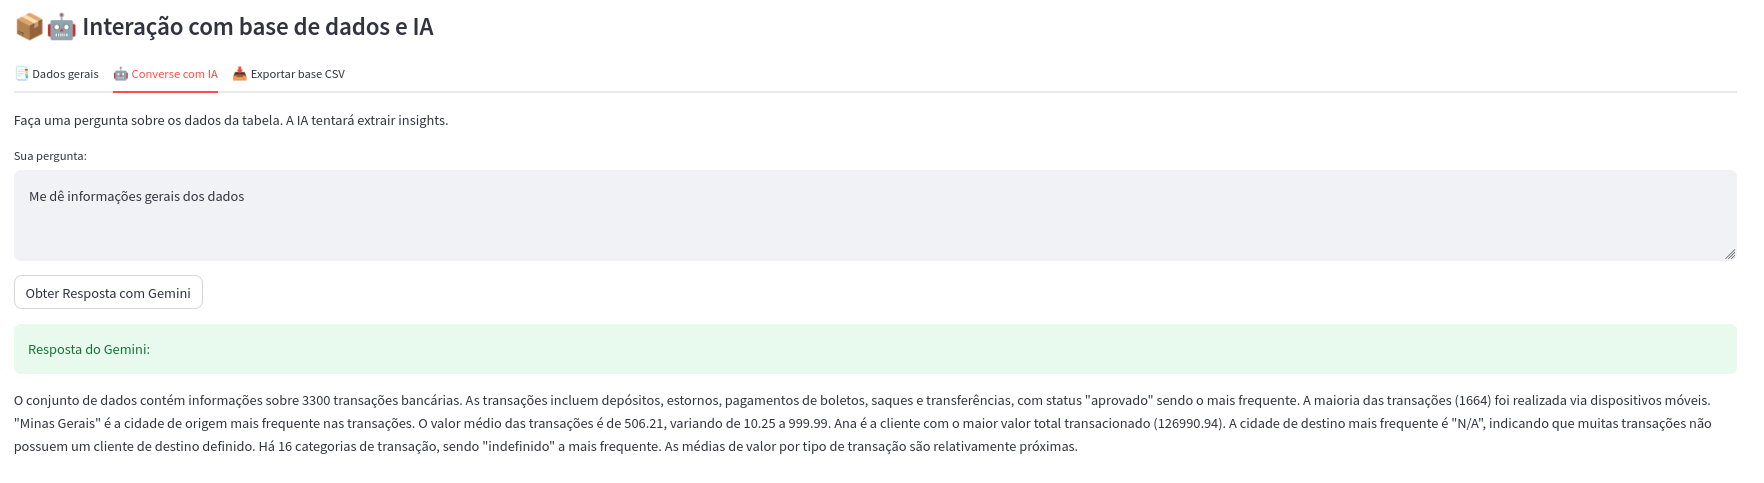 📦🤖 Interação com base de dados e IA
📑 Dados gerais 🤖 Converse com IA 📥 Exportar base CSV
Faça uma pergunta sobre os dados da tabela. A IA tentará extrair insights.
Sua pergunta:
Me dê informações gerais dos dados
Obter Resposta com Gemini
Resposta do Gemini:
O conjunto de dados contém informações sobre 3300 transações bancárias. As transações incluem depósitos, estornos, pagamentos de boletos, saques e transferências, com status "aprovado" sendo o mais frequente. A maioria das transações (1664) foi realizada via dispositivos móveis.
"Minas Gerais" é a cidade de origem mais frequente nas transações. O valor médio das transações é de 506.21, variando de 10.25 a 999.99. Ana é a cliente com o maior valor total transacionado (126990.94). A cidade de destino mais frequente é "N/A", indicando que muitas transações não
possuem um cliente de destino definido. Há 16 categorias de transação, sendo "indefinido" a mais frequente. As médias de valor por tipo de transação são relativamente próximas.